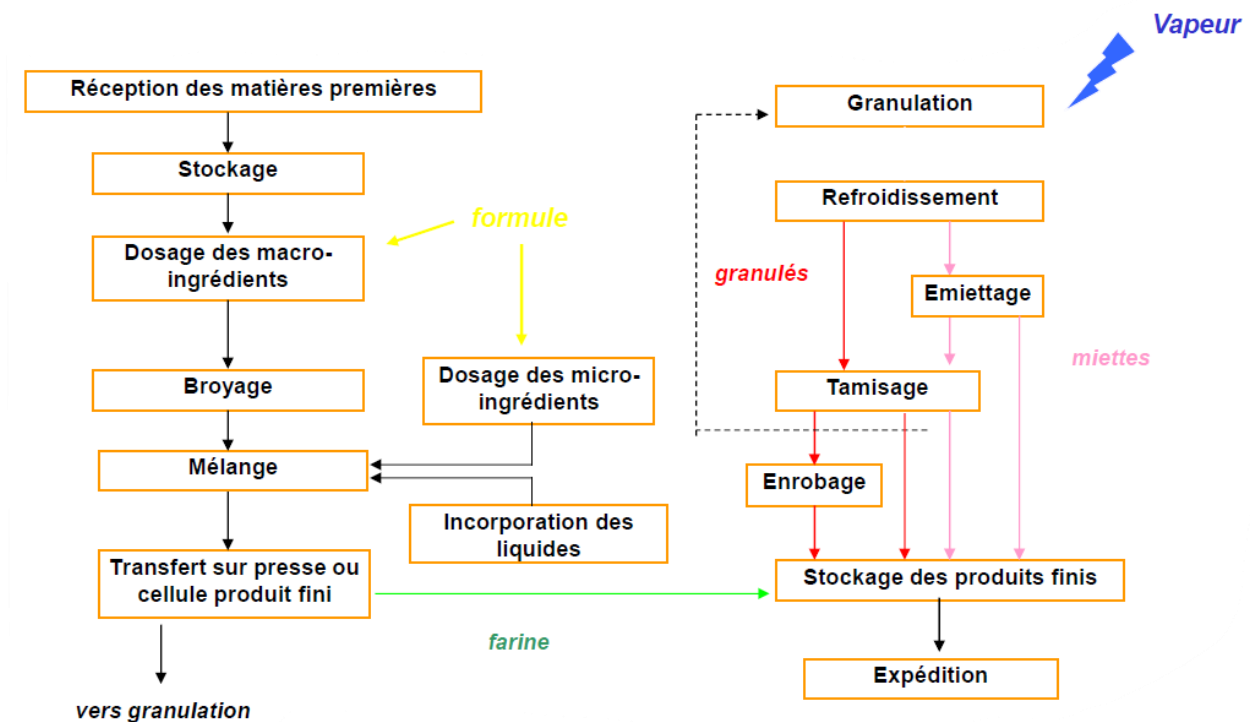 Réception des matières premières
Stockage
Dosage des macro-
ingrédients
Broyage
Mélange
Transfert sur presse ou
cellule produit fini
vers granulation
formule
Dosage des micro-
ingrédients
Incorporation des
liquides
farine
Vapeur
Granulation
Refroidissement
granulés
Emiettage
miettes
Tamisage
Enrobage
Stockage des produits finis
Expédition